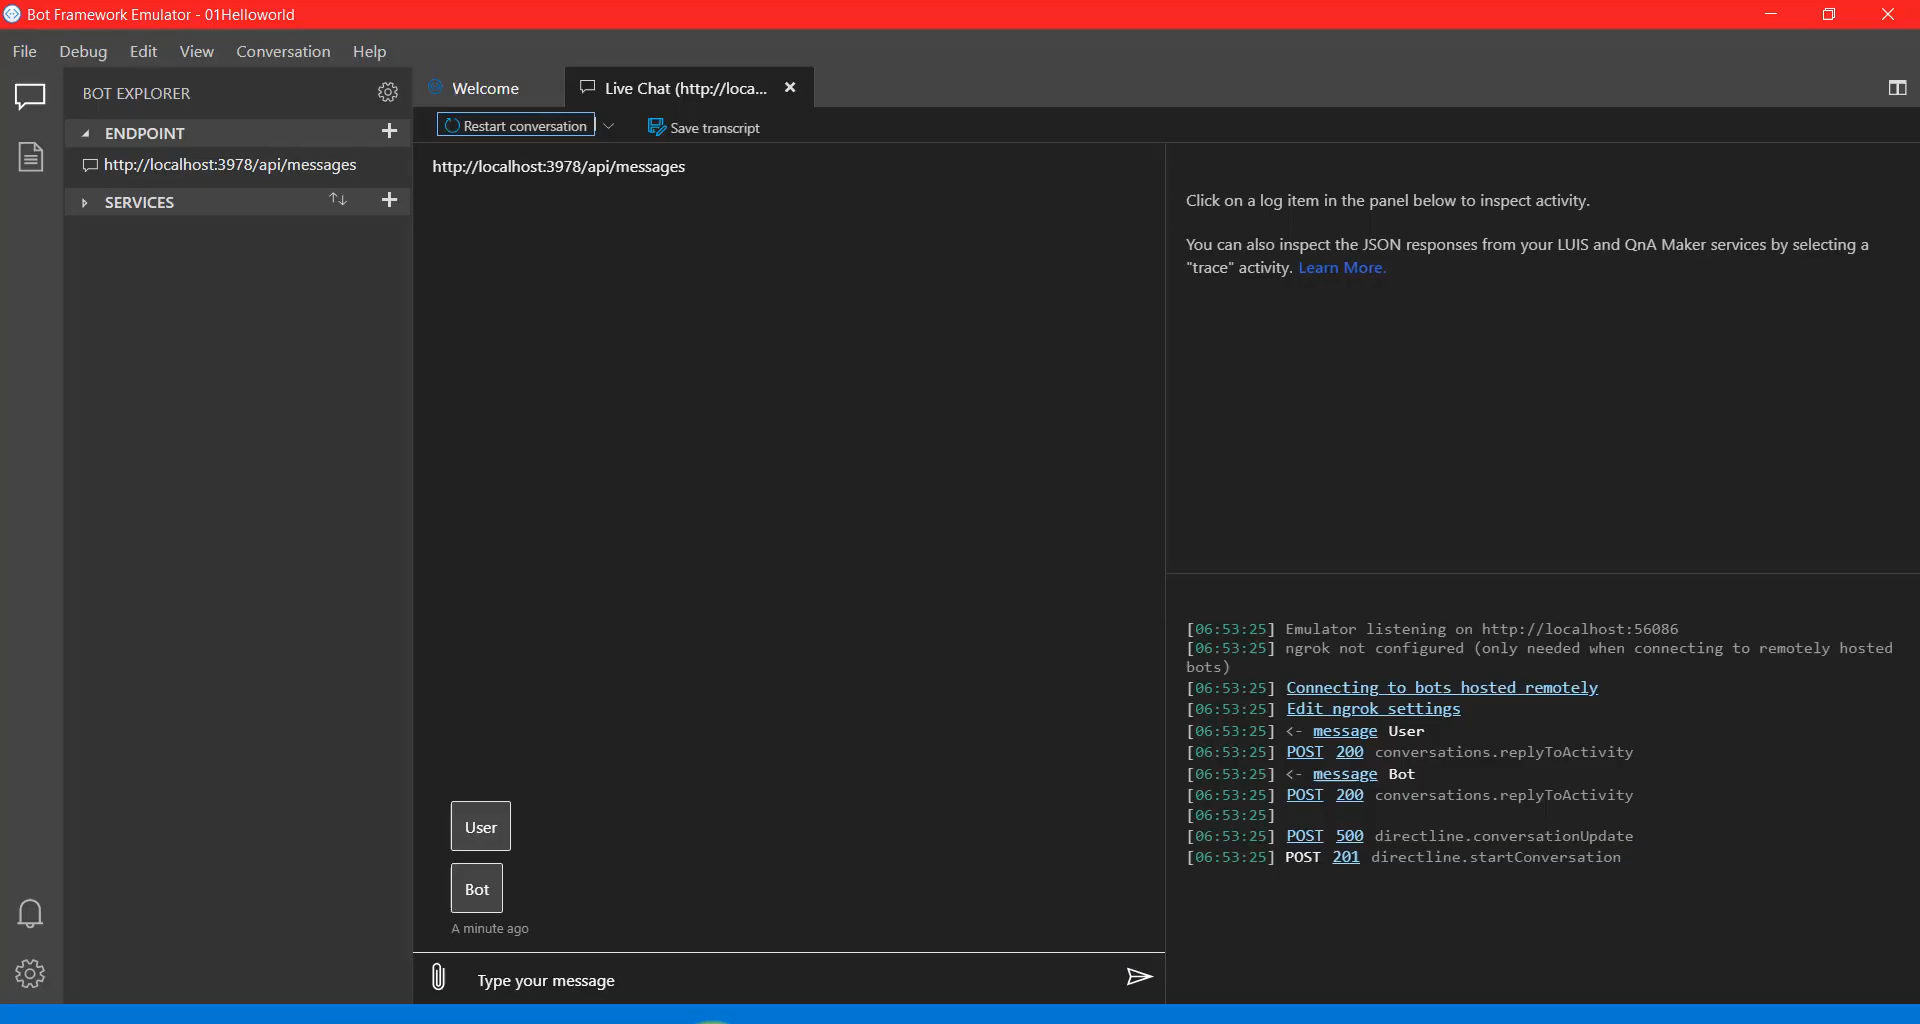 Bot Framework Emulator - 01Helloworld
File Debug Edit View Conversation Help
BOT EXPLORER
ENDPOINT
http://localhost:3978/api/messages
SERVICES
Welcome
Live Chat (http://loca...
Restart conversation
Save transcript
http://localhost:3978/api/messages
User
Bot
A minute ago
Type your message
Click on a log item in the panel below to inspect activity.
You can also inspect the JSON responses from your LUIS and QnA Maker services by selecting a
"trace" activity. Learn More.
[06:53:25] Emulator listening on http://localhost:56086
[06:53:25] ngrok not configured (only needed when connecting to remotely hosted
bots)
[06:53:25] Connecting to bots hosted remotely
[06:53:25] Edit ngrok settings
[06:53:25] <- message User
[06:53:25] POST 200 conversations.replyToActivity
[06:53:25] <- message Bot
[06:53:25] POST 200 conversations.replyToActivity
[06:53:25]
[06:53:25] POST 500 directline.conversationUpdate
[06:53:25] POST 201 directline.startConversation